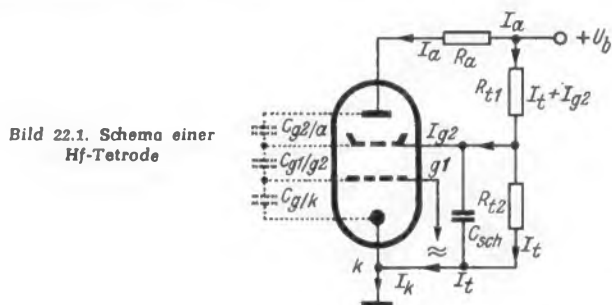 Bild 22.1. Schema einer
Hf-Tetrode
I_a
I_a
R_a
+U_b
R_t1
I_t+I_g2
C_g2/a
I_g2
C_g1/g2
g1
C_g/k
R_t2
C_sch
≈
I_t
k
I_k
I_t